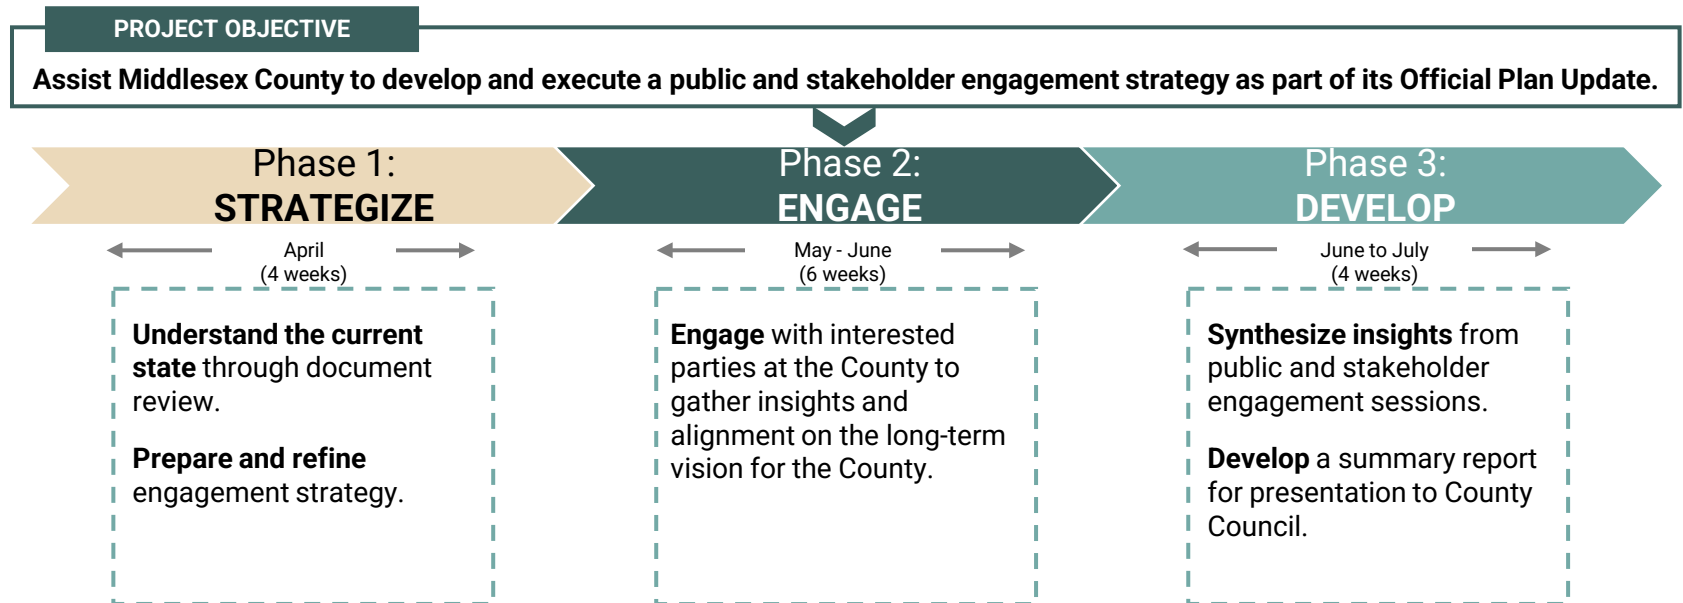 PROJECT OBJECTIVE
Assist Middlesex County to develop and execute a public and stakeholder engagement strategy as part of its Official Plan Update.
Phase 1:
STRATEGIZE
April
(4 weeks)
Understand the current
state through document
review.
Prepare and refine
engagement strategy.
Phase 2:
ENGAGE
May - June
(6 weeks)
Engage with interested
parties at the County to
gather insights and
alignment on the long-term
vision for the County.
Phase 3:
DEVELOP
June to July
(4 weeks)
Synthesize insights from
public and stakeholder
engagement sessions.
Develop a summary report
for presentation to County
Council.